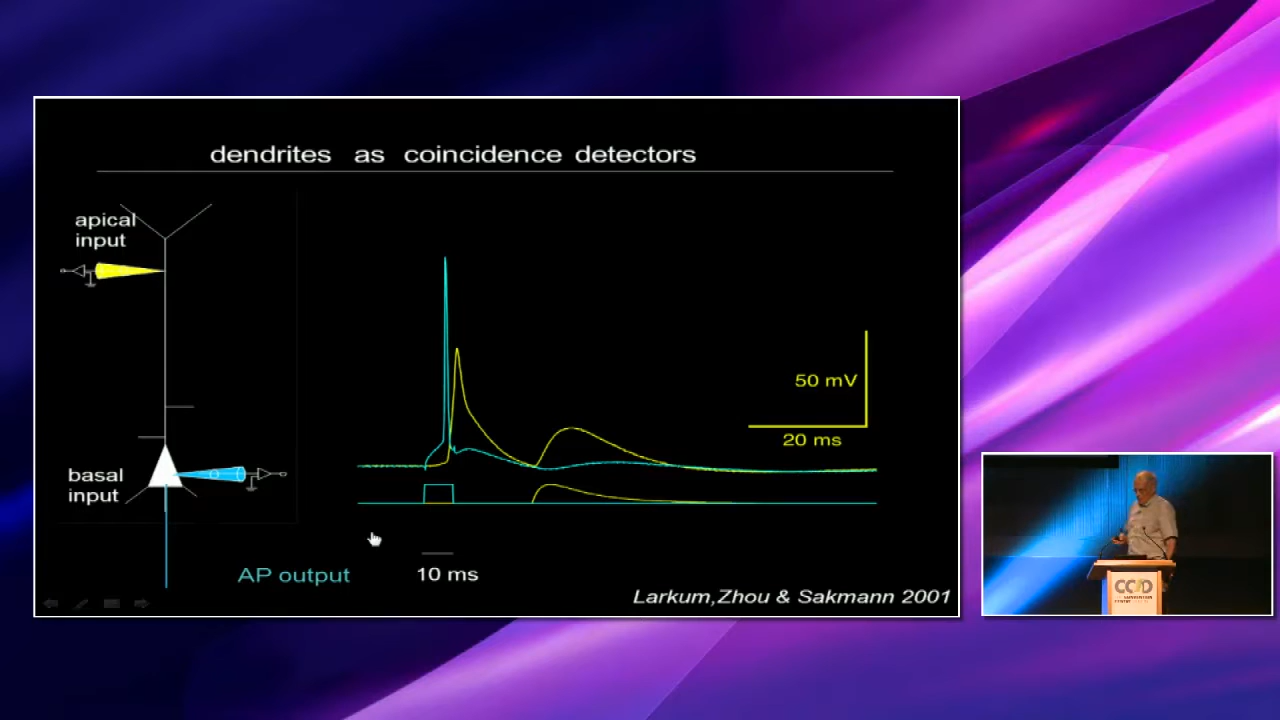 dendrites as coincidence detectors
apical
input
50 mV
20 ms
basal
input
AP output
10 ms
Larkum,Zhou & Sakmann 2001